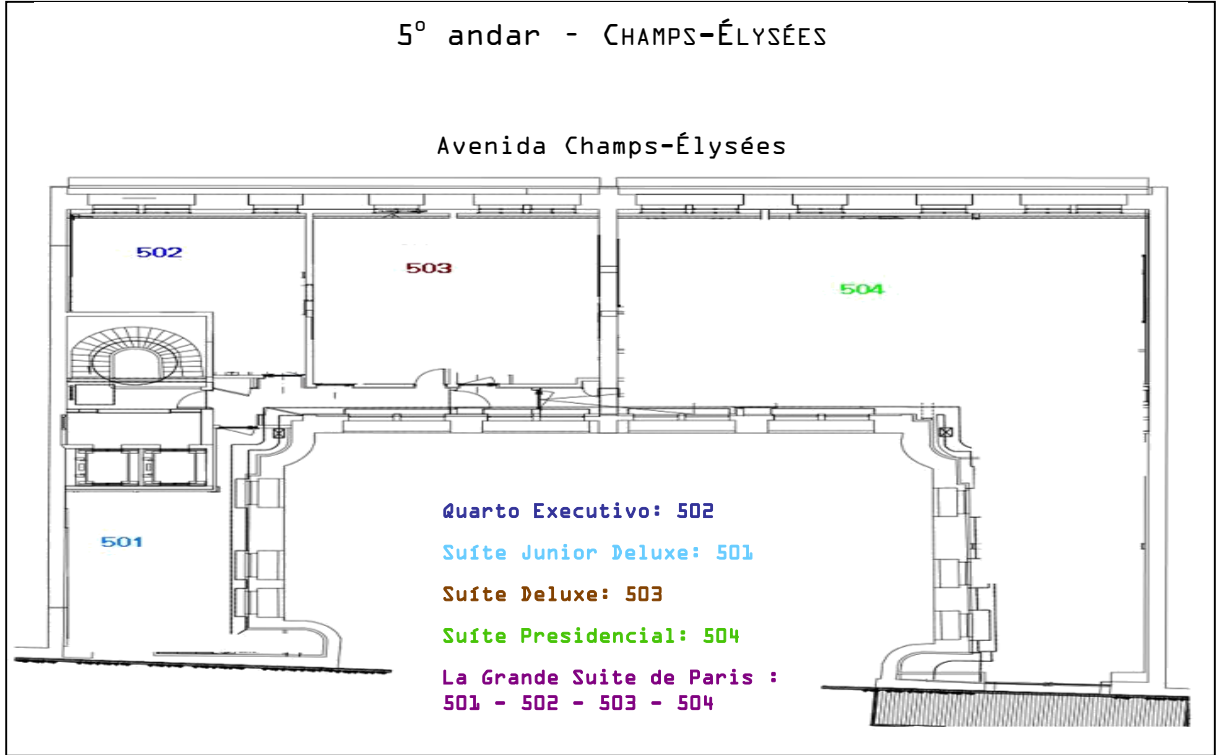 5º andar - CHAMPS-ÉLYSÉES
Avenida Champs-Élysées
502
503
504
501
Quarto Executivo: 502
Suíte Junior Deluxe: 501
Suíte Deluxe: 503
Suíte Presidencial: 504
La Grande Suite de Paris :
501 - 502 - 503 - 504